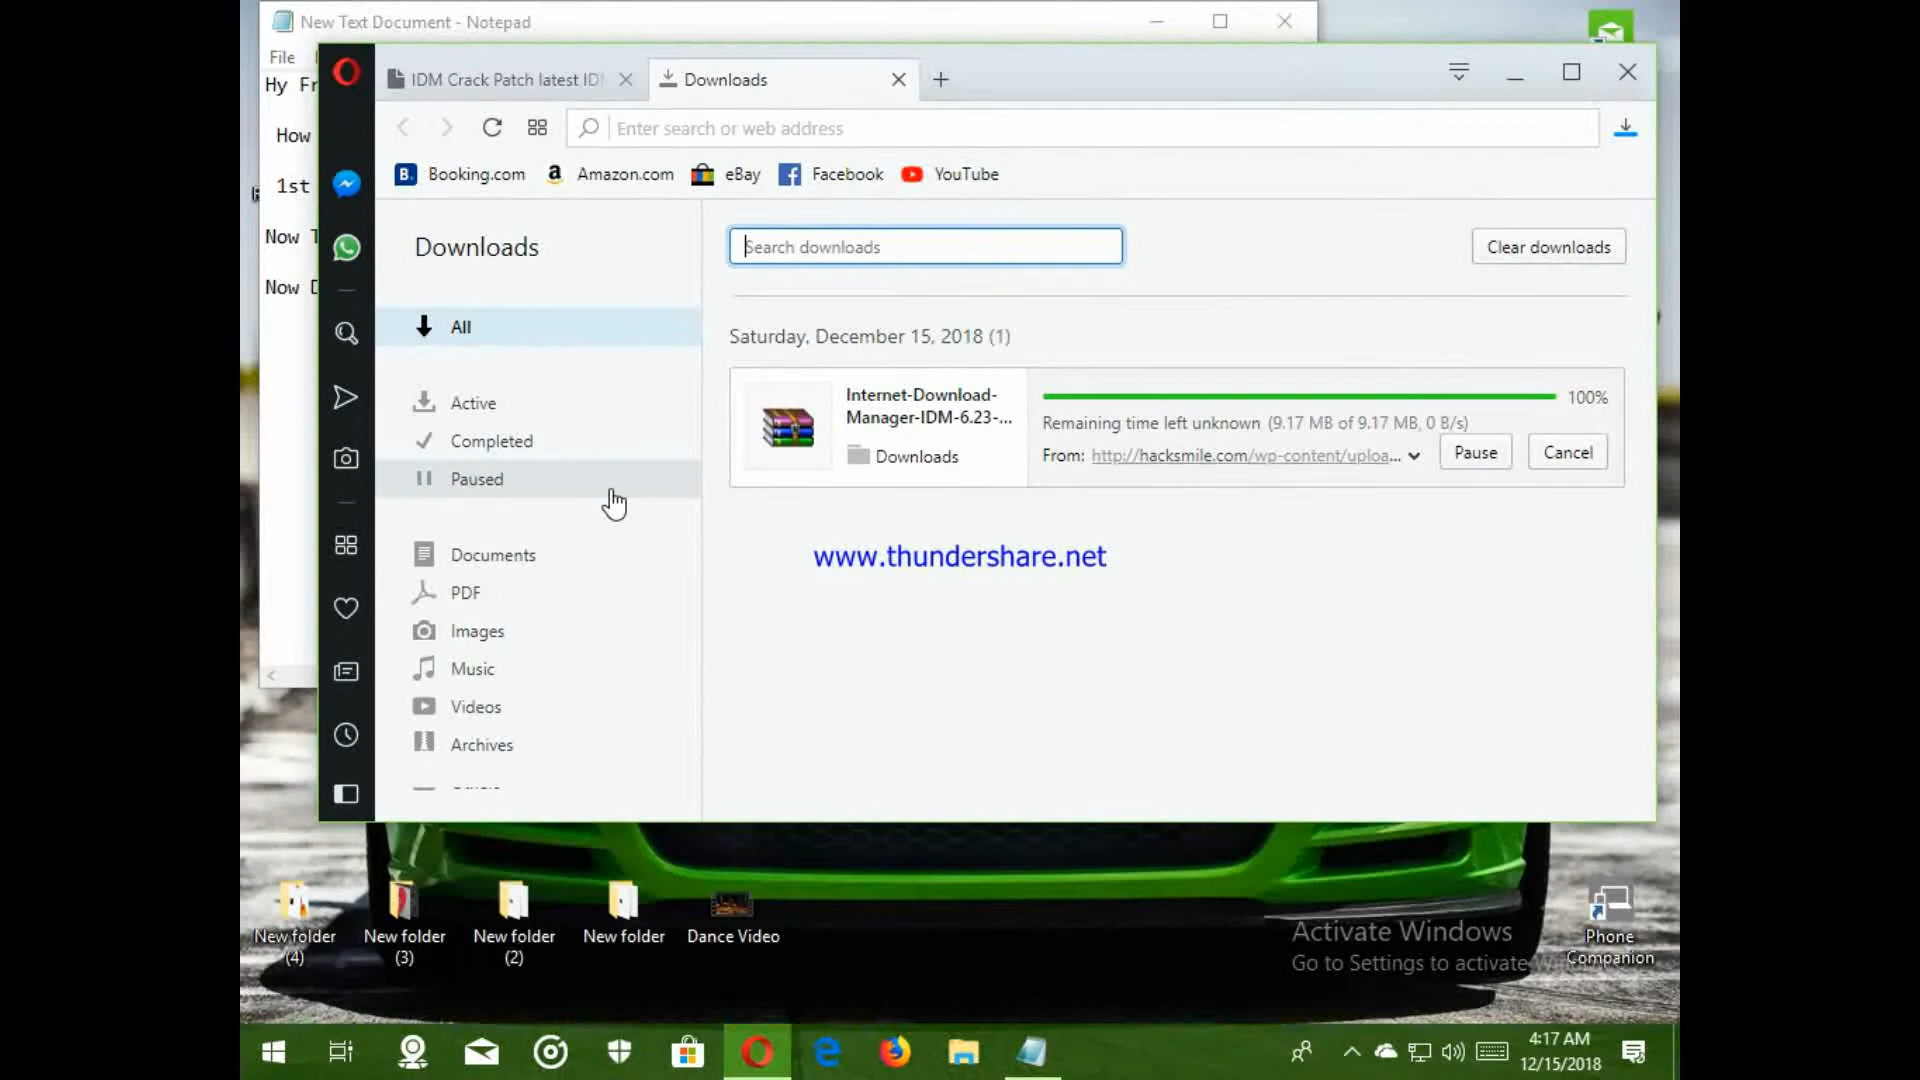 New Text Document - Notepad
File
Hy Fr
How
1st
Now T
Now D
IDM Crack Patch latest IDM
Downloads
Enter search or web address
Booking.com
Amazon.com
eBay
Facebook
YouTube
Downloads
Search downloads
Clear downloads
All
Saturday, December 15, 2018 (1)
Active
Completed
Paused
Internet-Download-
Manager-IDM-6.23-...
Downloads
100%
Remaining time left unknown (9.17 MB of 9.17 MB, 0 B/s)
From: http://hacksmile.com/wp-content/uploa...
Pause
Cancel
www.thundershare.net
Documents
PDF
Images
Music
Videos
Archives
New folder
(4)
New folder
(3)
New folder
(2)
New folder
Dance Video
Activate Windows
Go to Settings to activate
Phone
Companion
4:17 AM
12/15/2018